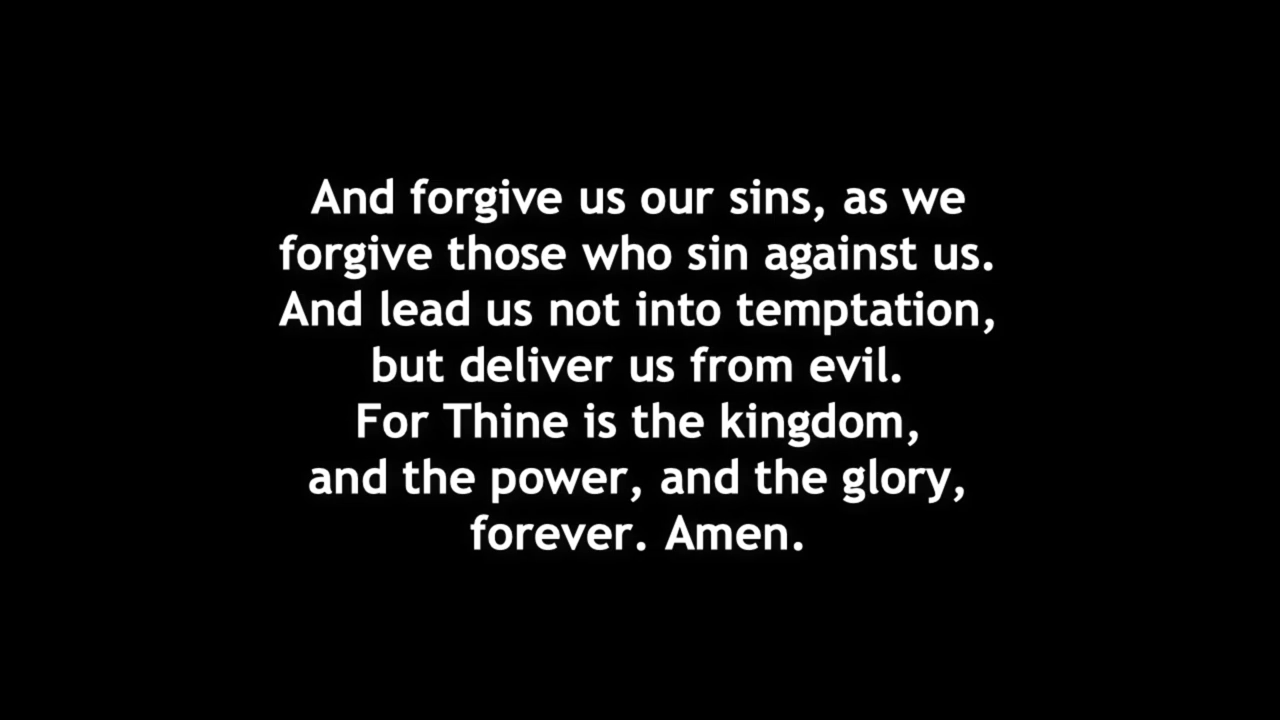 And forgive us our sins, as we
forgive those who sin against us.
And lead us not into temptation,
but deliver us from evil.
For Thine is the kingdom,
and the power, and the glory,
forever. Amen.